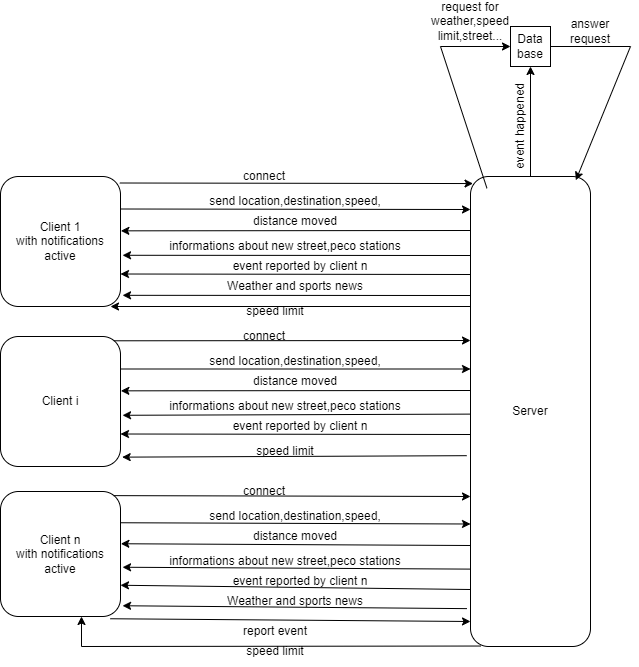 request for
weather,speed
limit,street...
Data
base
answer
request
event happened
connect
send location,destination,speed,
distance moved
informations about new street,peco stations
event reported by client n
Weather and sports news
speed limit
Client 1
with notifications
active
connect
send location,destination,speed,
distance moved
informations about new street,peco stations
event reported by client n
speed limit
Client i
Server
connect
send location,destination,speed,
distance moved
informations about new street,peco stations
event reported by client n
Weather and sports news
report event
speed limit
Client n
with notifications
active